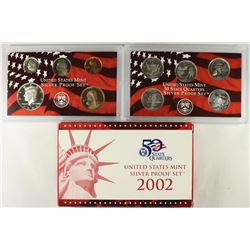 UNITED STATES MINT
SILVER PROOF SET
UNITED STATES MINT
50 STATE QUARTERS
SILVER PROOF SET
50
STATE
QUARTERS
UNITED STATES MINT
SILVER PROOF SET
2002